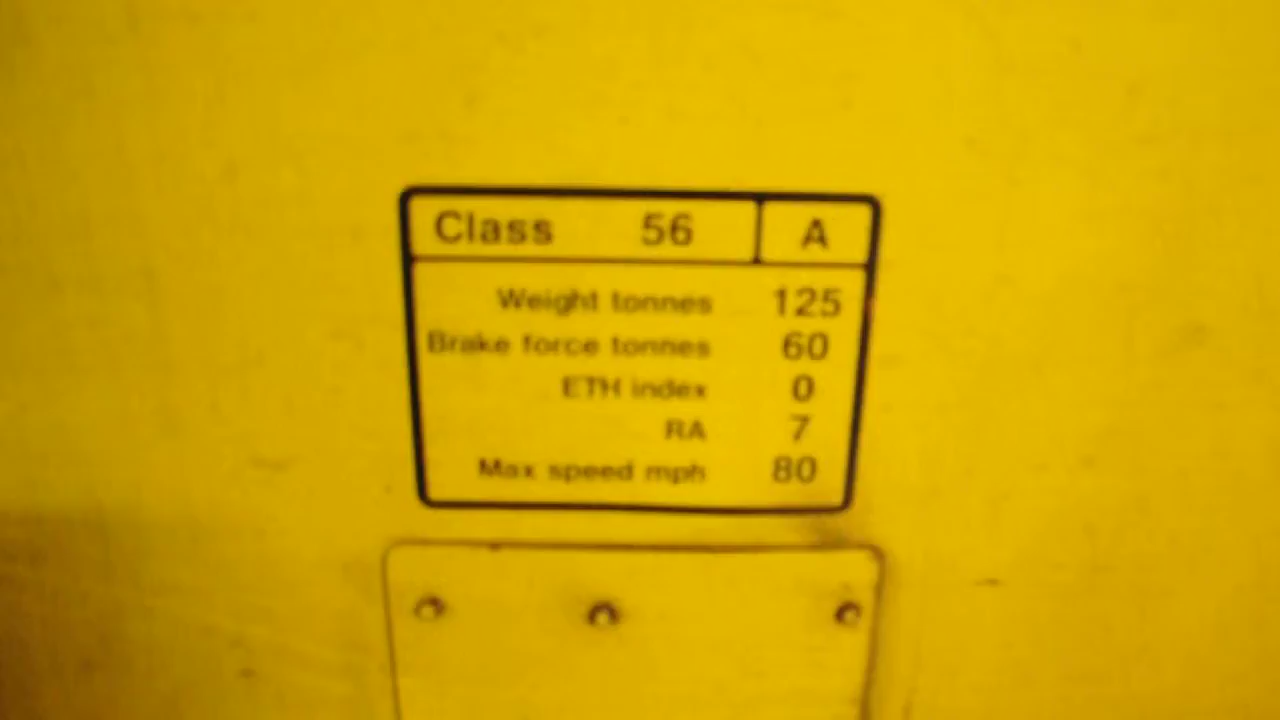 Class 56 A
Weight tonnes 125
Brake force tonnes 60
ETH index 0
RA 7
Max speed mph 80